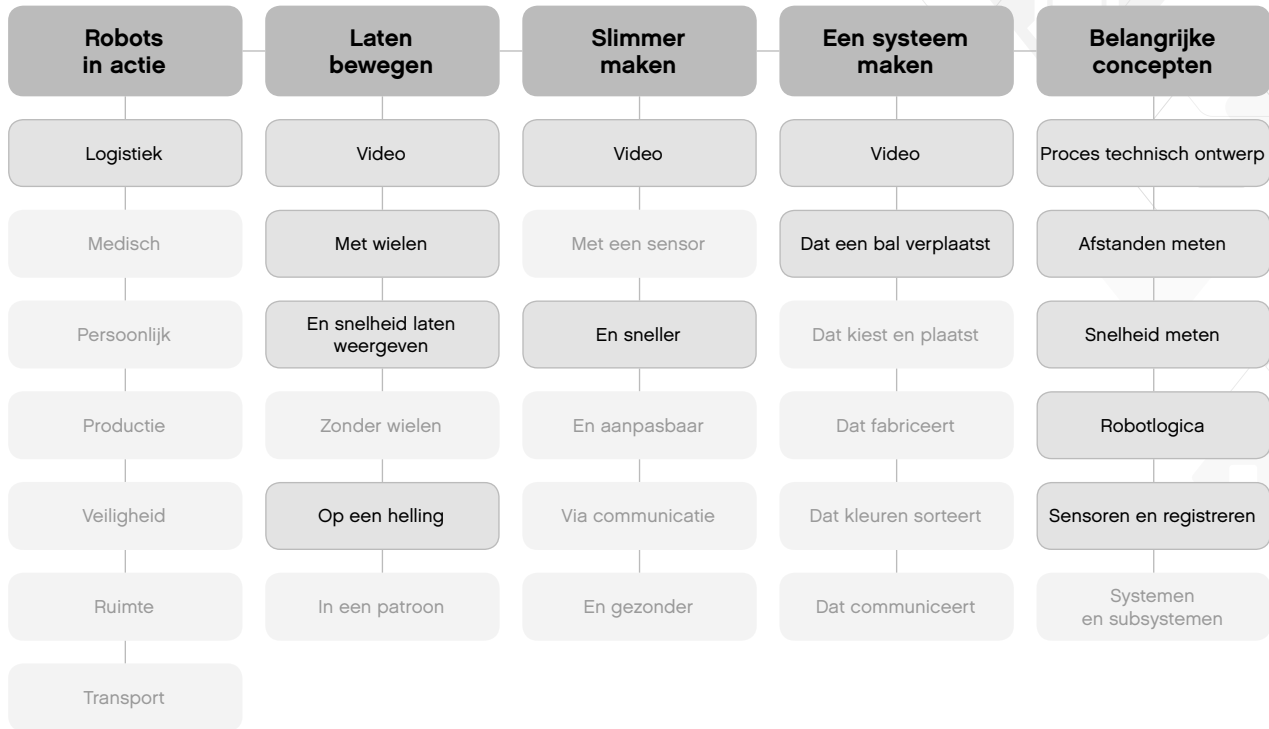 Robots
in actie
Laten
bewegen
Slimmer
maken
Een systeem
maken
Belangrijke
concepten
Logistiek
Video
Video
Video
Proces technisch ontwerp
Medisch
Met wielen
Met een sensor
Dat een bal verplaatst
Afstanden meten
Persoonlijk
En snelheid laten
weergeven
En sneller
Dat kiest en plaatst
Snelheid meten
Productie
Zonder wielen
En aanpasbaar
Dat fabriceert
Robotlogica
Veiligheid
Op een helling
Via communicatie
Dat kleuren sorteert
Sensoren en registreren
Ruimte
In een patroon
En gezonder
Dat communiceert
Systemen
en subsystemen
Transport